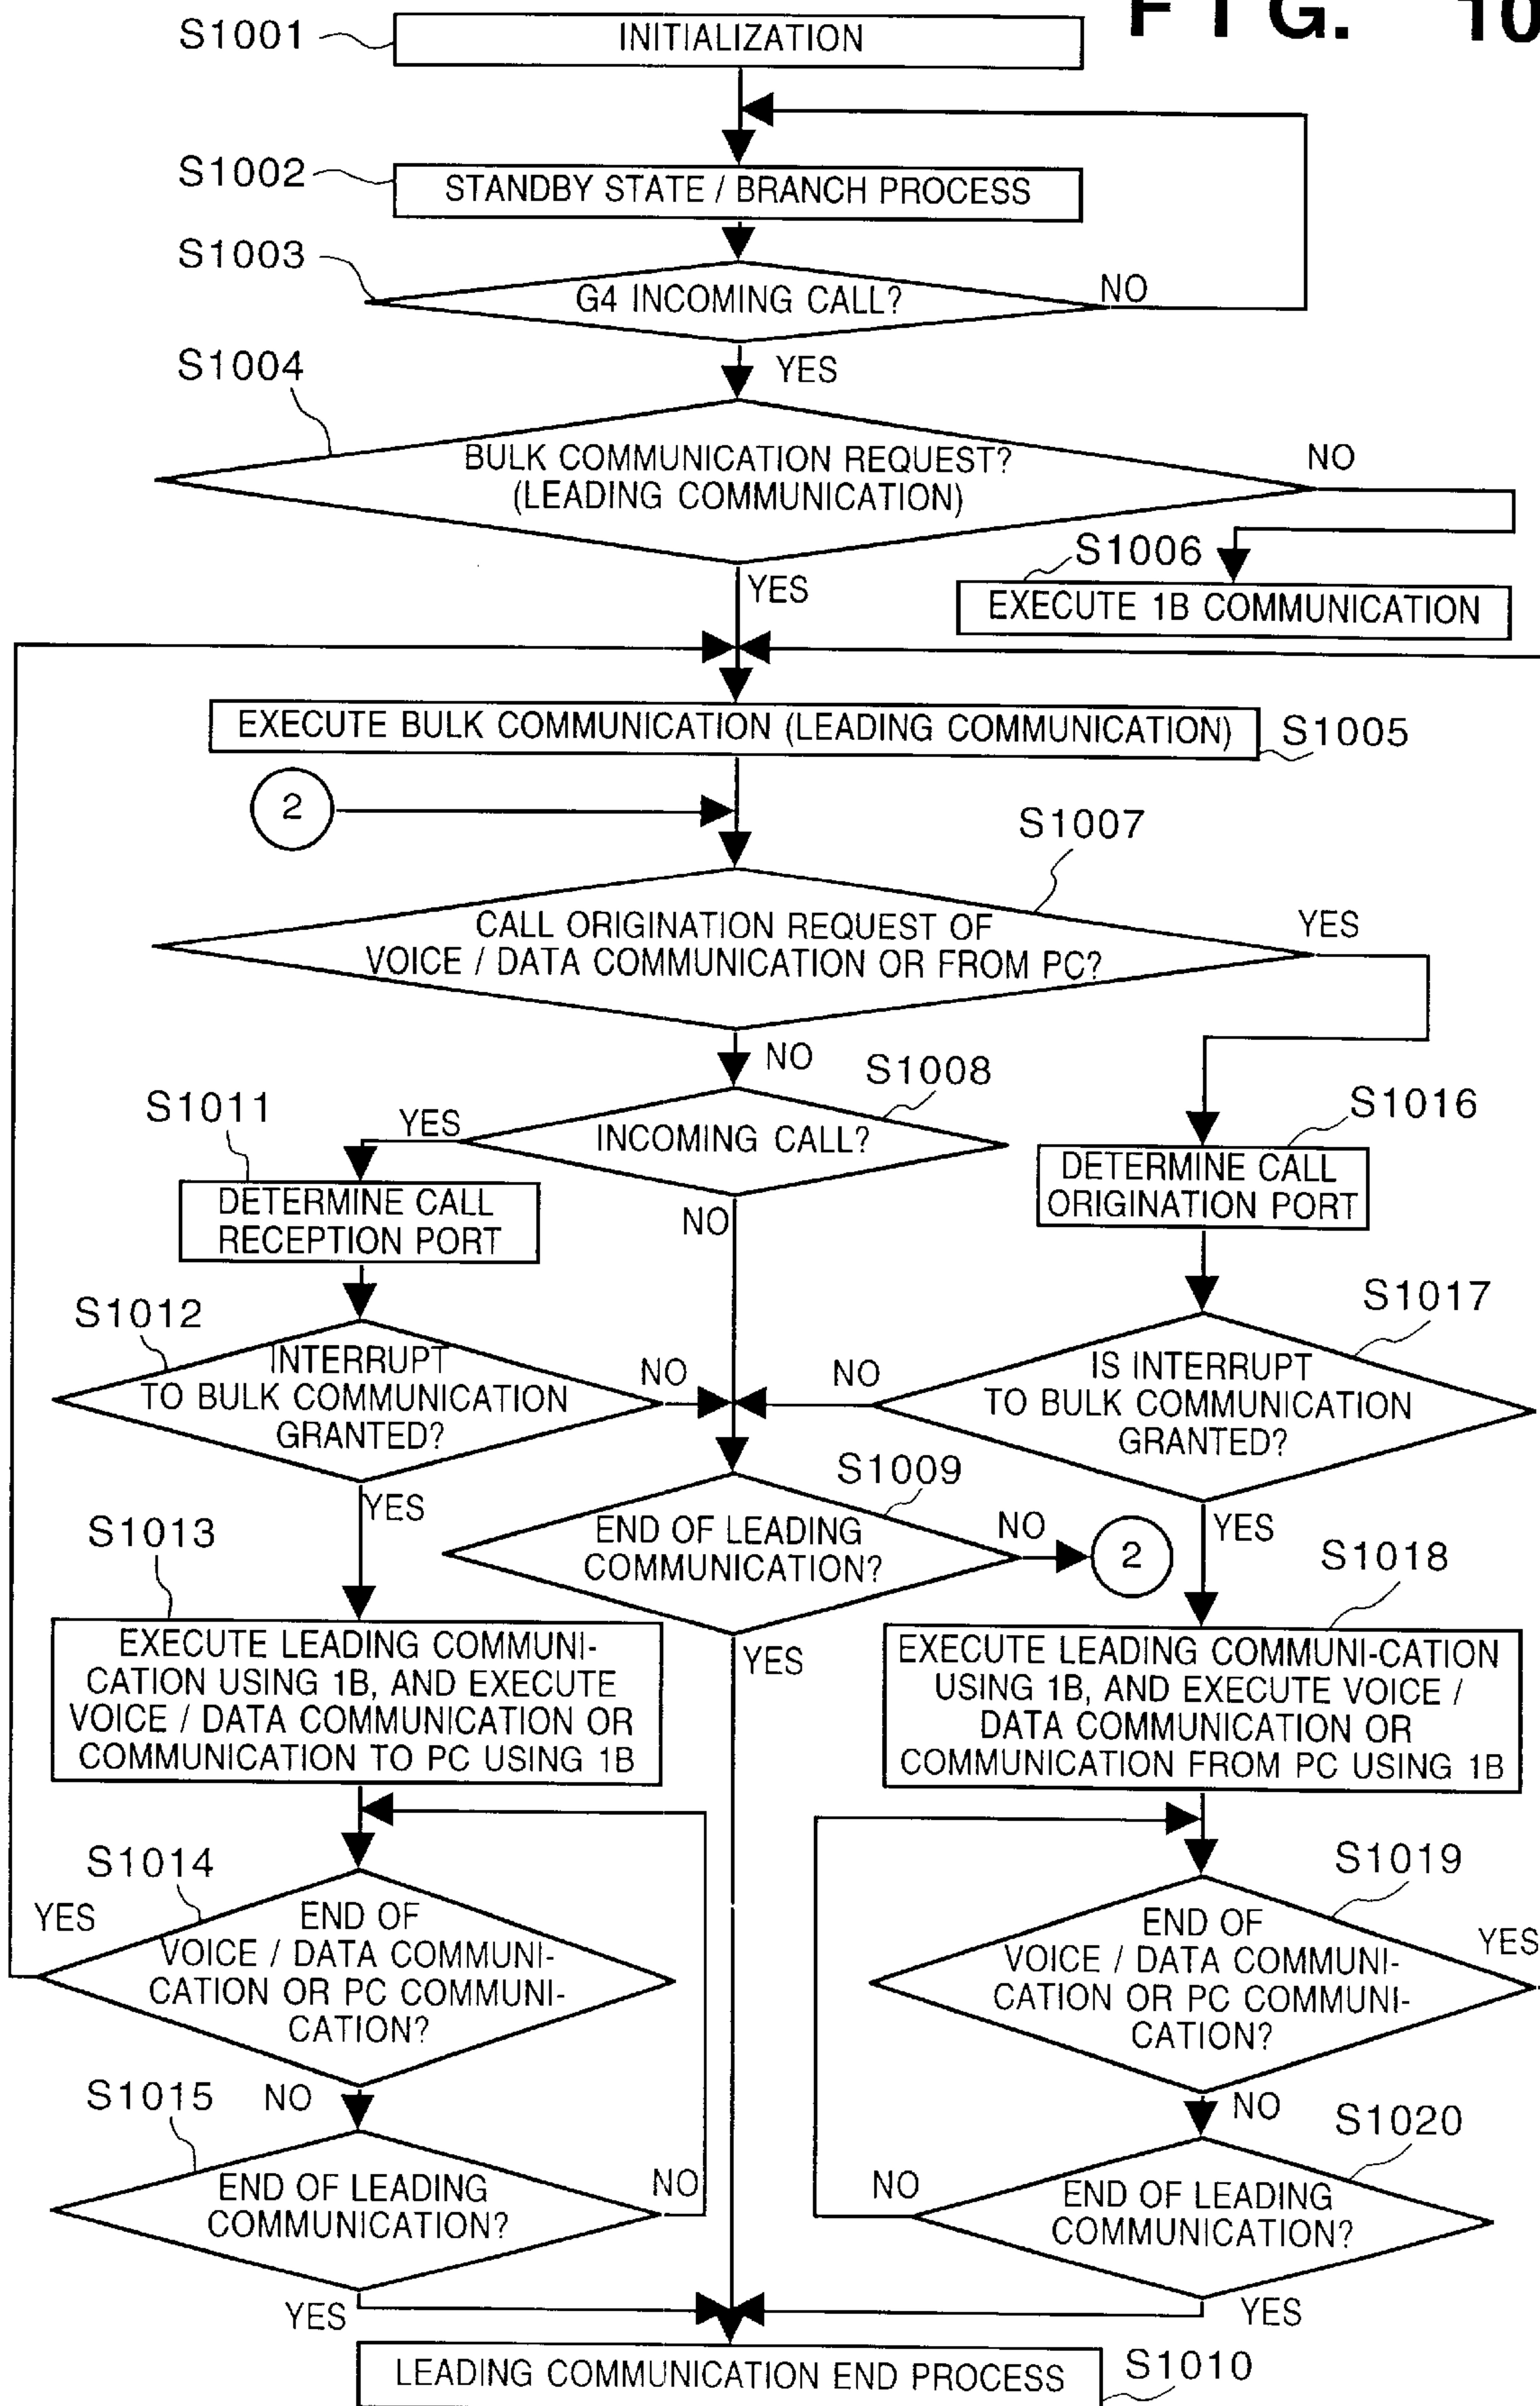 FIG. 10
S1001
INITIALIZATION
S1002
STANDBY STATE / BRANCH PROCESS
S1003
G4 INCOMING CALL?
NO
YES
S1004
BULK COMMUNICATION REQUEST?
(LEADING COMMUNICATION)
NO
YES
S1006
EXECUTE 1B COMMUNICATION
EXECUTE BULK COMMUNICATION (LEADING COMMUNICATION)
S1005
2
S1007
CALL ORIGINATION REQUEST OF
VOICE / DATA COMMUNICATION OR FROM PC?
YES
NO
S1008
INCOMING CALL?
YES
NO
S1011
DETERMINE CALL
RECEPTION PORT
S1016
DETERMINE CALL
ORIGINATION PORT
S1012
INTERRUPT
TO BULK COMMUNICATION
GRANTED?
NO
YES
S1017
IS INTERRUPT
TO BULK COMMUNICATION
GRANTED?
NO
YES
S1009
END OF LEADING
COMMUNICATION?
NO
2
YES
S1013
EXECUTE LEADING COMMUNI-
CATION USING 1B, AND EXECUTE
VOICE / DATA COMMUNICATION OR
COMMUNICATION TO PC USING 1B
S1018
EXECUTE LEADING COMMUNI-CATION
USING 1B, AND EXECUTE VOICE /
DATA COMMUNICATION OR
COMMUNICATION FROM PC USING 1B
S1014
YES
END OF
VOICE / DATA COMMUNI-
CATION OR PC COMMUNI-
CATION?
NO
S1019
YES
END OF
VOICE / DATA COMMUNI-
CATION OR PC COMMUNI-
CATION?
NO
S1015
END OF LEADING
COMMUNICATION?
NO
YES
S1020
END OF LEADING
COMMUNICATION?
NO
YES
LEADING COMMUNICATION END PROCESS
S1010